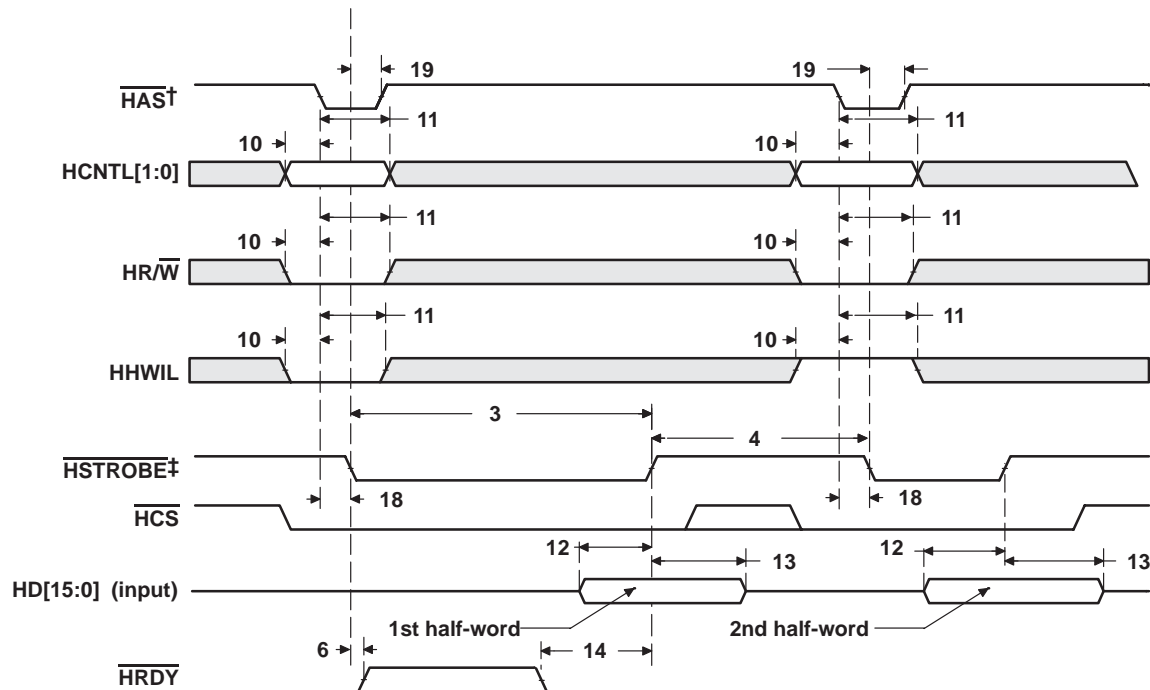 19 19
HAS†
11 11
10 10
HCNTL[1:0]
11 11
10 10
HR/W
11 11
10 10
HHWIL
3
4
HSTROBE‡
18 18
HCS
12 12
13 13
HD[15:0] (input)
1st half-word 2nd half-word
6 14
HRDY